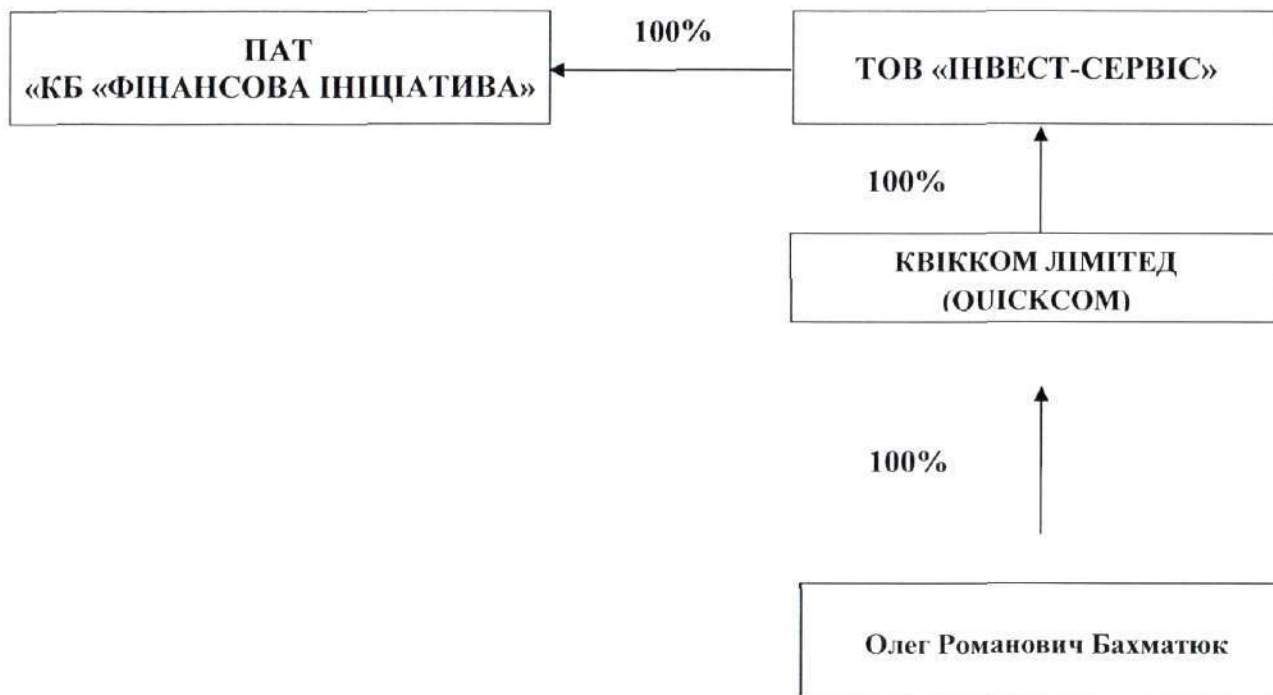 ПАТ
«КБ «ФІНАНСОВА ІНІЦІАТИВА»
100%
ТОВ «ІНВЕСТ-СЕРВІС»
100%
КВІККОМ ЛІМІТЕД
(QUICKCOM)
100%
Олег Романович Бахматюк